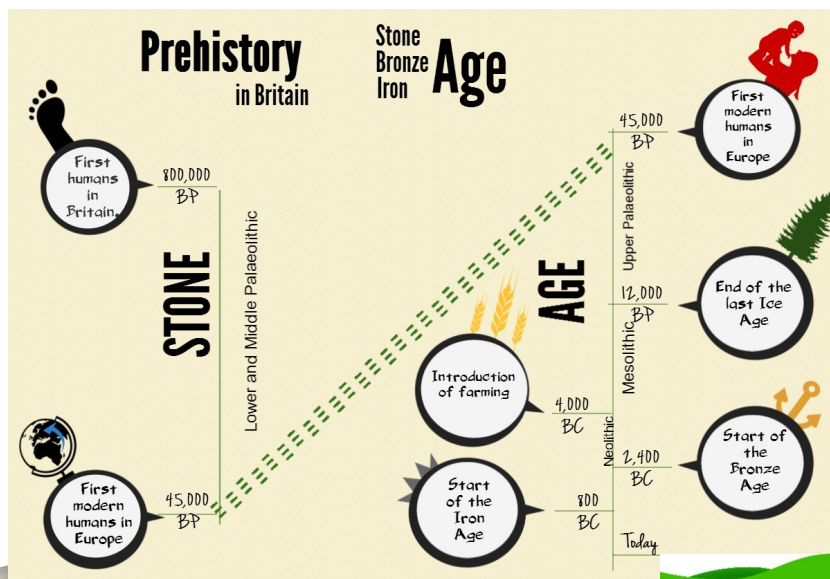 Prehistory
in Britain
Stone
Bronze
Iron
Age
First
humans
in
Britain.
800,000
BP
STONE
Lower and Middle Palaeolithic
First
modern
humans in
Europe
45,000
BP
45,000
BP
First
modern
humans
in
Europe
Upper Palaeolithic
AGE
12,000
BP
End of the
last Ice
Age
Mesolithic
Introduction
of farming
4,000
BC
Neolithic
2,400
BC
Start of
the
Bronze
Age
Start
of the
Iron
Age
800
BC
Today